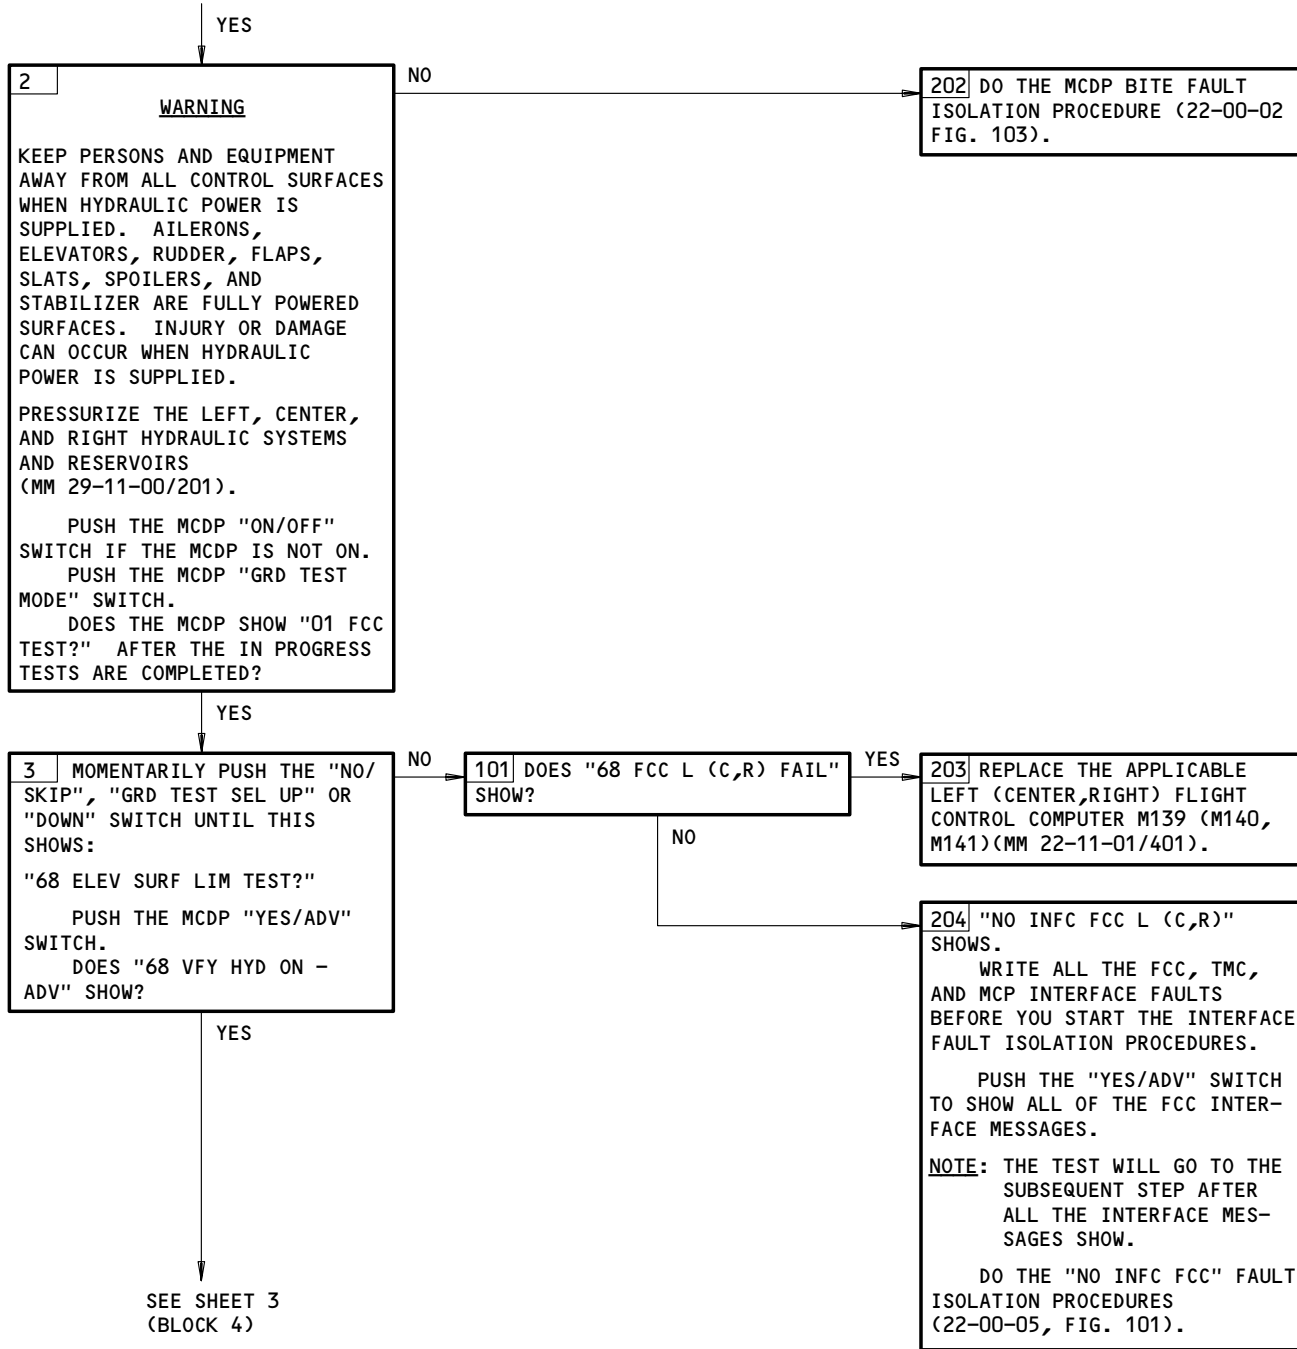 YES
2
WARNING
KEEP PERSONS AND EQUIPMENT
AWAY FROM ALL CONTROL SURFACES
WHEN HYDRAULIC POWER IS
SUPPLIED.  AILERONS,
ELEVATORS, RUDDER, FLAPS,
SLATS, SPOILERS, AND
STABILIZER ARE FULLY POWERED
SURFACES.  INJURY OR DAMAGE
CAN OCCUR WHEN HYDRAULIC
POWER IS SUPPLIED.
PRESSURIZE THE LEFT, CENTER,
AND RIGHT HYDRAULIC SYSTEMS
AND RESERVOIRS
(MM 29-11-00/201).
PUSH THE MCDP "ON/OFF"
SWITCH IF THE MCDP IS NOT ON.
PUSH THE MCDP "GRD TEST
MODE" SWITCH.
DOES THE MCDP SHOW "01 FCC
TEST?"  AFTER THE IN PROGRESS
TESTS ARE COMPLETED?
NO
202 DO THE MCDP BITE FAULT
ISOLATION PROCEDURE (22-00-02
FIG. 103).
YES
3 MOMENTARILY PUSH THE "NO/
SKIP", "GRD TEST SEL UP" OR
"DOWN" SWITCH UNTIL THIS
SHOWS:
"68 ELEV SURF LIM TEST?"
PUSH THE MCDP "YES/ADV"
SWITCH.
DOES "68 VFY HYD ON -
ADV" SHOW?
NO
101 DOES "68 FCC L (C,R) FAIL"
SHOW?
YES
203 REPLACE THE APPLICABLE
LEFT (CENTER,RIGHT) FLIGHT
CONTROL COMPUTER M139 (M140,
M141)(MM 22-11-01/401).
NO
204 "NO INFC FCC L (C,R)"
SHOWS.
WRITE ALL THE FCC, TMC,
AND MCP INTERFACE FAULTS
BEFORE YOU START THE INTERFACE
FAULT ISOLATION PROCEDURES.
PUSH THE "YES/ADV" SWITCH
TO SHOW ALL OF THE FCC INTER-
FACE MESSAGES.
NOTE: THE TEST WILL GO TO THE
SUBSEQUENT STEP AFTER
ALL THE INTERFACE MES-
SAGES SHOW.
DO THE "NO INFC FCC" FAULT
ISOLATION PROCEDURES
(22-00-05, FIG. 101).
YES
SEE SHEET 3
(BLOCK 4)